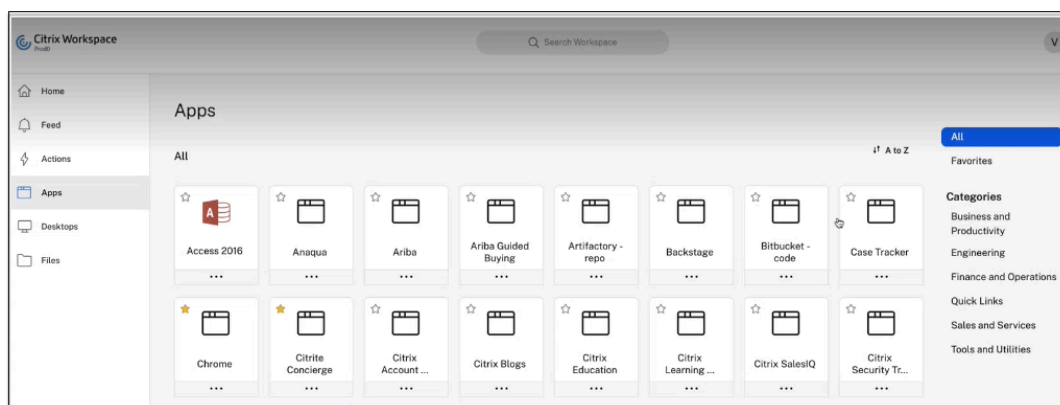 Citrix Workspace
Prod0
Search Workspace
V
Home
Feed
Actions
Apps
Desktops
Files
Apps
All
A to Z
Access 2016
Anaqua
Ariba
Ariba Guided
Buying
Artifactory -
repo
Backstage
Bitbucket -
code
Case Tracker
Chrome
Citrite
Concierge
Citrix
Account ...
Citrix Blogs
Citrix
Education
Citrix
Learning ...
Citrix SalesIQ
Citrix
Security Tr...
All
Favorites
Categories
Business and
Productivity
Engineering
Finance and Operations
Quick Links
Sales and Services
Tools and Utilities